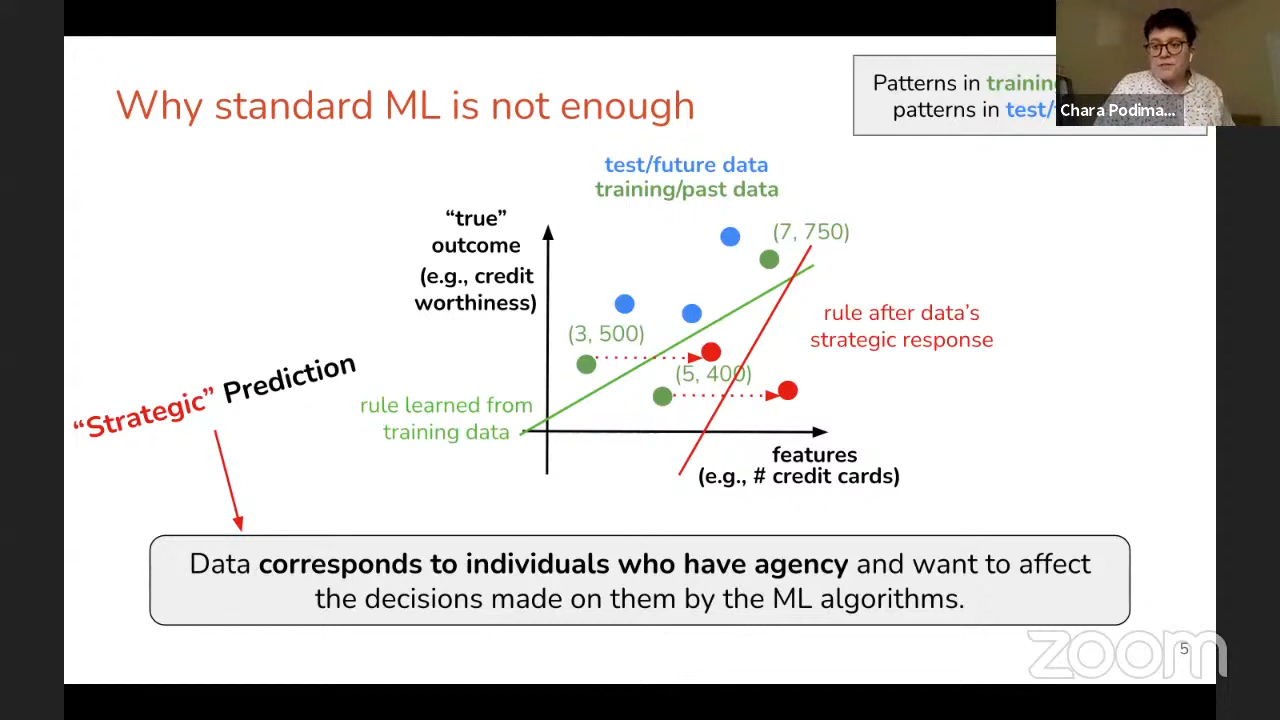 Why standard ML is not enough
Patterns in training
patterns in test/
Chara Podima...
test/future data
training/past data
“true”
outcome
(e.g., credit
worthiness)
(7, 750)
(3, 500)
(5, 400)
rule after data’s
strategic response
“Strategic” Prediction
rule learned from
training data
features
(e.g., # credit cards)
Data corresponds to individuals who have agency and want to affect
the decisions made on them by the ML algorithms.
zoom
5